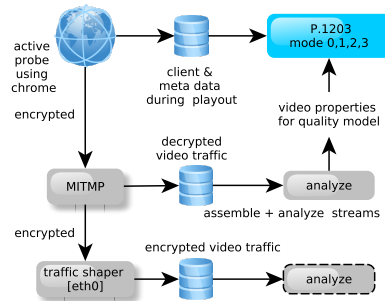 P.1203
mode 0,1,2,3
active
probe
using
chrome
client &
meta data
during playout
encrypted
video properties
for quality model
decrypted
video traffic
MITMP
analyze
assemble + analyze streams
encrypted
encrypted video traffic
traffic shaper
[eth0]
analyze